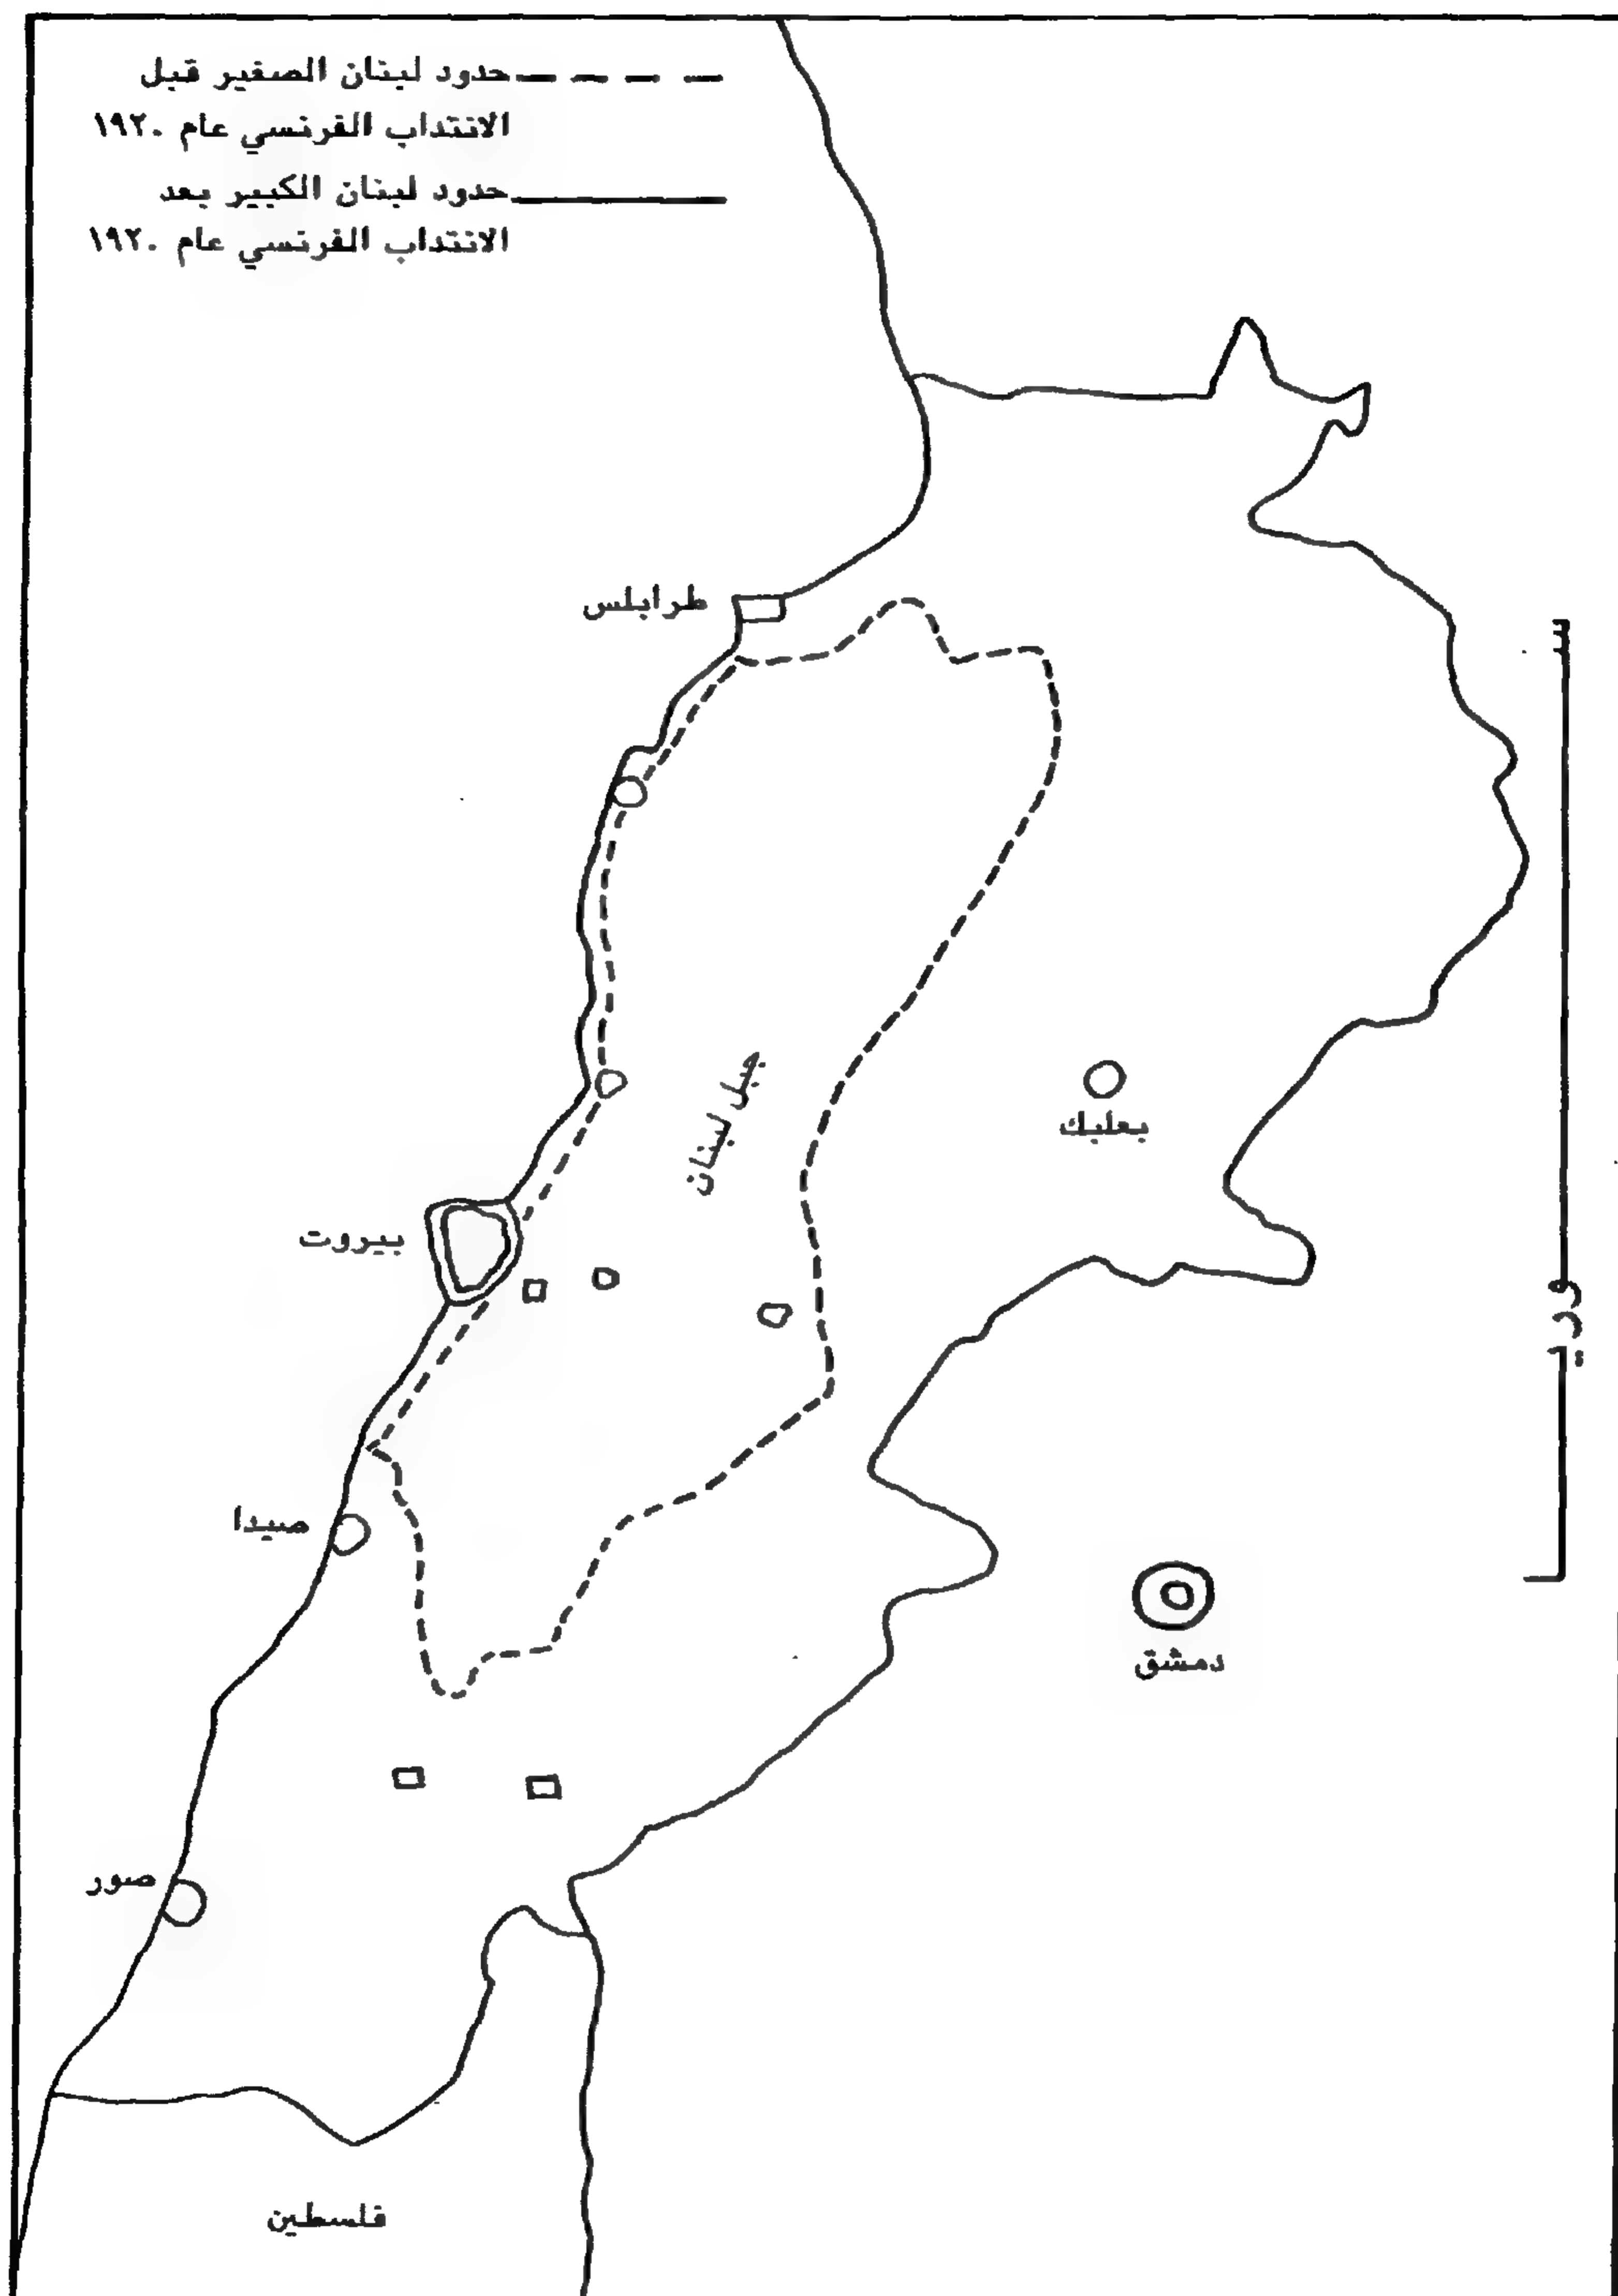 حدود لبنان الصغير قبل
الانتداب الفرنسي عام ١٩٢٠
حدود لبنان الكبير بعد
الانتداب الفرنسي عام ١٩٢٠
طرابلس
جبل لبنان
بعلبك
بيروت
صيدا
دمشق
صور
فلسطين
سوريا